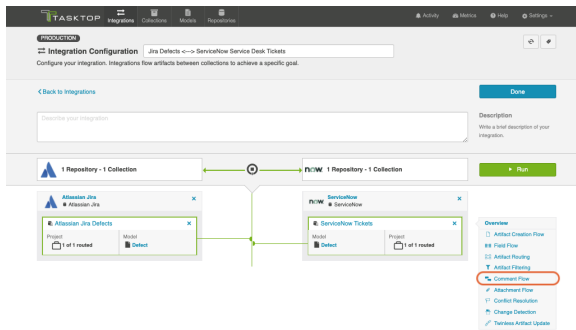 TASKTOP
Integrations
Collections
Models
Repositories
Activity
Metrics
Help
Settings
PRODUCTION
Integration Configuration
Jira Defects <---> ServiceNow Service Desk Tickets
Configure your integration. Integrations flow artifacts between collections to achieve a specific goal.
Back to Integrations
Done
Describe your integration
Description
Write a brief description of your
integration.
1 Repository - 1 Collection
now 1 Repository - 1 Collection
Run
Atlassian Jira
Atlassian Jira
now ServiceNow
ServiceNow
Atlassian Jira Defects
Project
1 of 1 routed
Model
Defect
ServiceNow Tickets
Model
Defect
Project
1 of 1 routed
Overview
Artifact Creation Flow
Field Flow
Artifact Routing
Artifact Filtering
Comment Flow
Attachment Flow
Conflict Resolution
Change Detection
Twinless Artifact Update